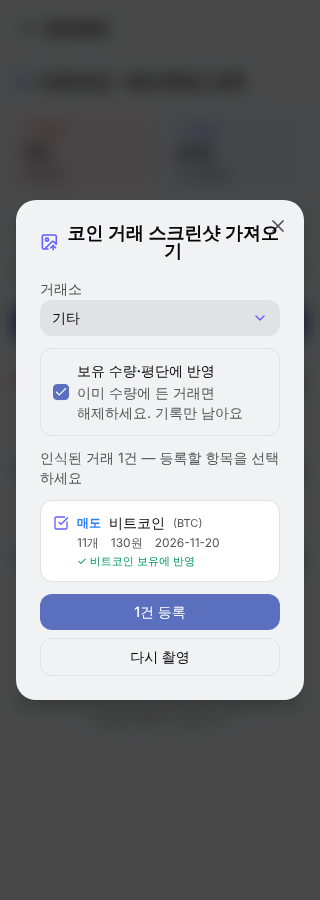 코인 거래 스크린샷 가져오
기
거래소
기타
보유 수량·평단에 반영
이미 수량에 든 거래면
해제하세요. 기록만 남아요
인식된 거래 1건 — 등록할 항목을 선택
하세요
매도 비트코인 (BTC)
11개 130원 2026-11-20
✓ 비트코인 보유에 반영
1건 등록
다시 촬영